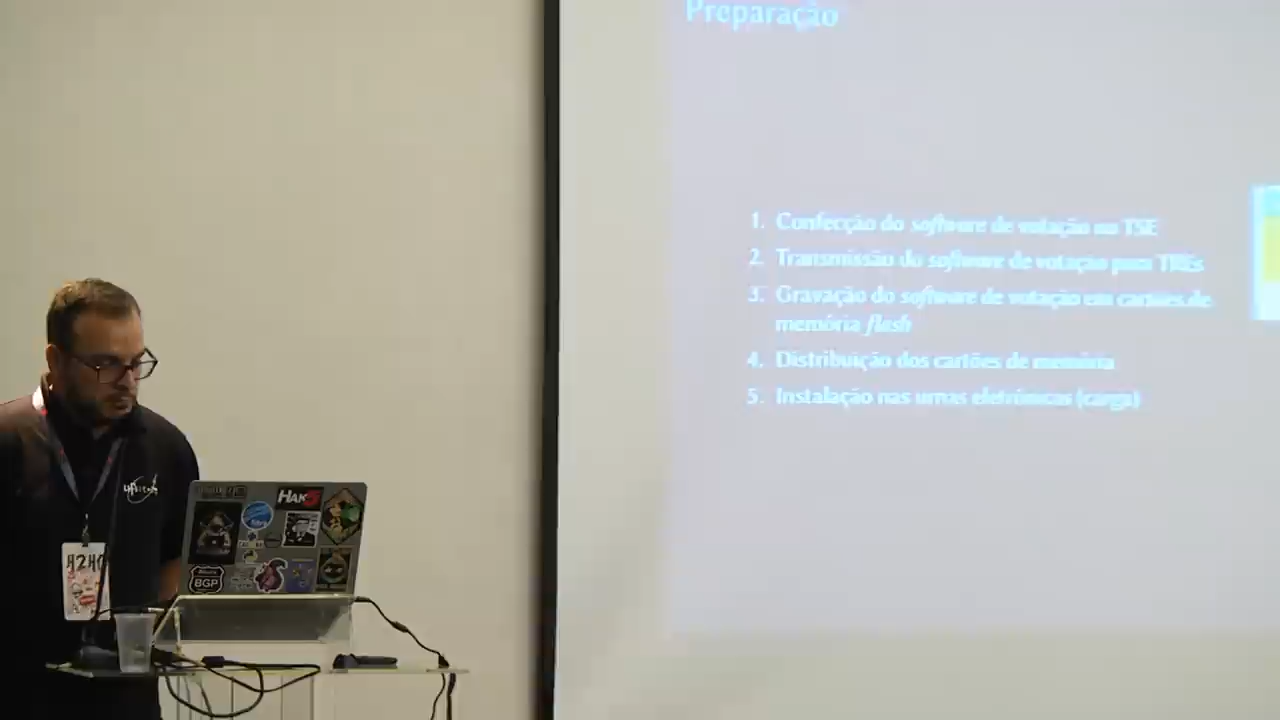 Preparação
1. Confecção do software de votação no TSE
2. Transmissão do software de votação para TREs
3. Gravação do software de votação em cartões de
memória flash
4. Distribuição dos cartões de memória
5. Instalação nas urnas eletrônicas (carga)
HAK5
BGP
H2HC